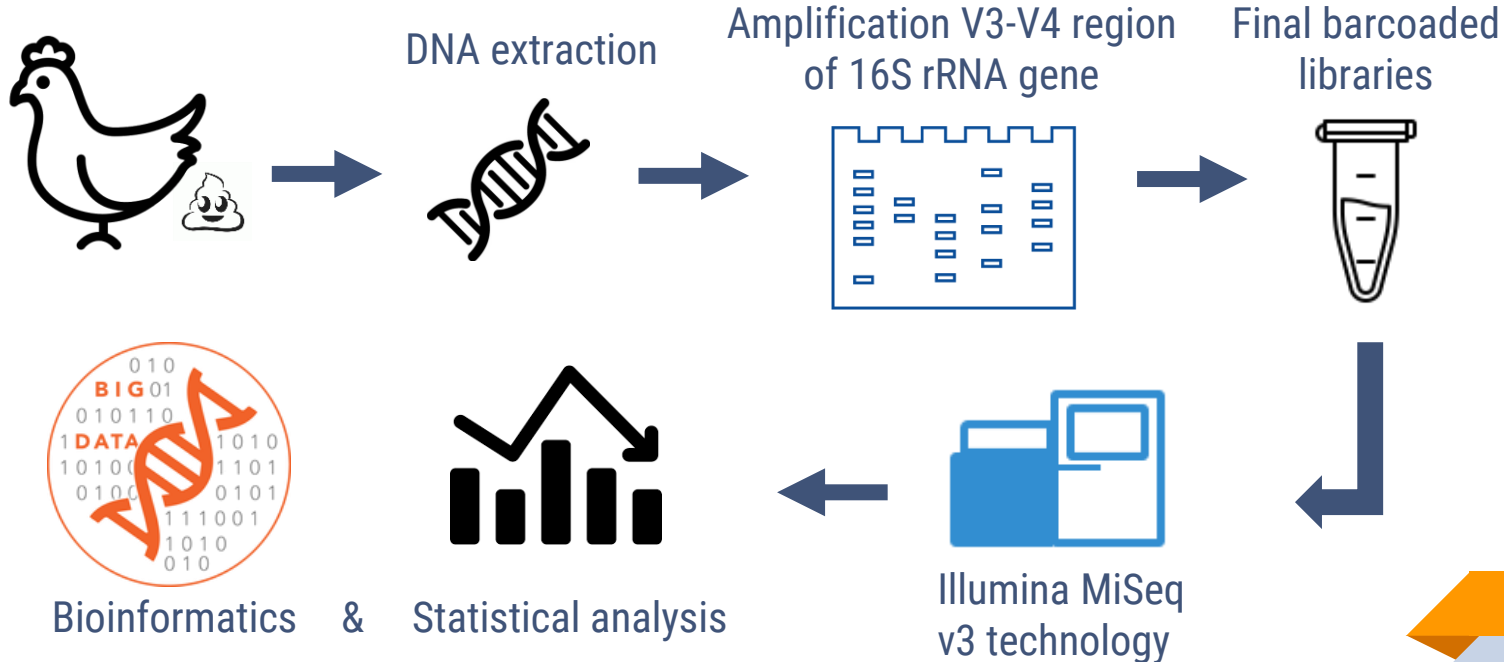 DNA extraction
Amplification V3-V4 region
of 16S rRNA gene
Final barcoaded
libraries
010
BIG01
010110
1DATA 1010
10100 1101
0100 0101
111001
1010
010
Bioinformatics & Statistical analysis
Illumina MiSeq
v3 technology